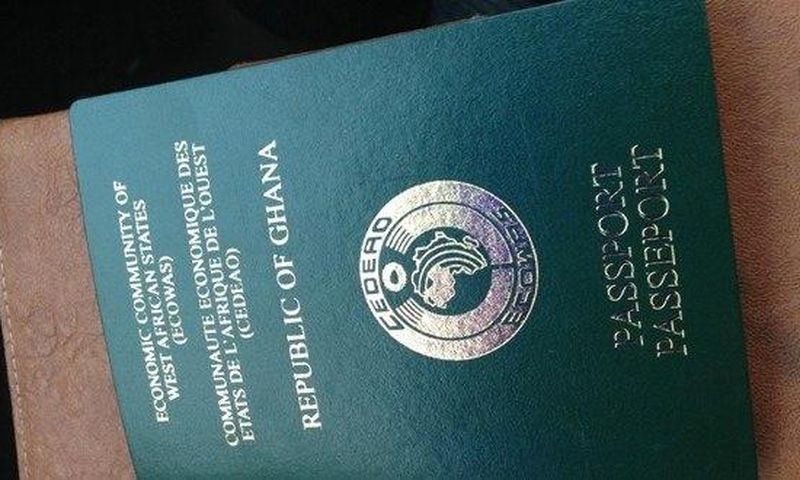 ECONOMIC COMMUNITY OF
WEST AFRICAN STATES
(ECOWAS)
COMMUNAUTE ECONOMIQUE DES
ETATS DE L'AFRIQUE DE L'OUEST
(CEDEAO)
REPUBLIC OF GHANA
CEDEAO
ECOWAS
PASSPORT
PASSEPORT